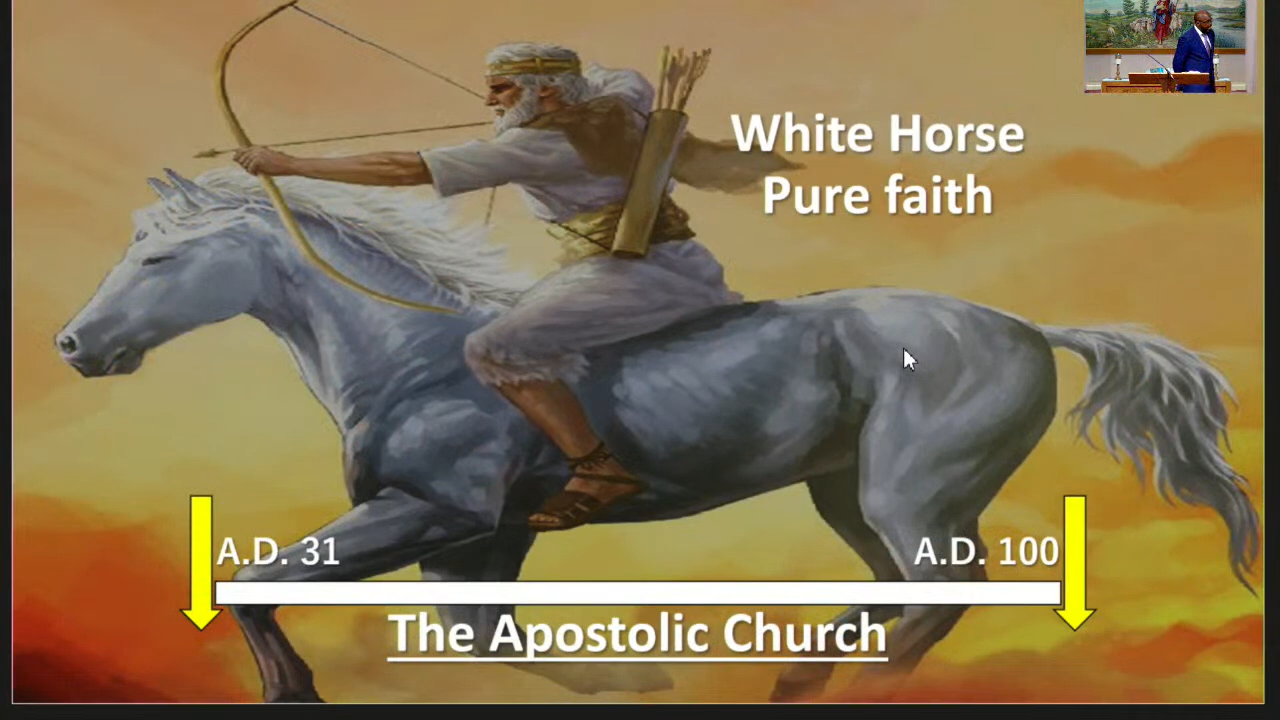 White Horse
Pure faith
A.D. 31
A.D. 100
The Apostolic Church